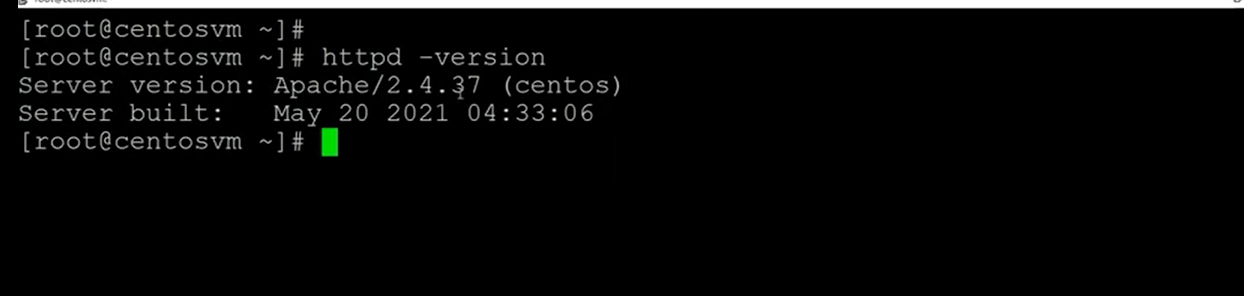 [root@centosvm ~]#
[root@centosvm ~]# httpd -version
Server version: Apache/2.4.37 (centos)
Server built:   May 20 2021 04:33:06
[root@centosvm ~]#